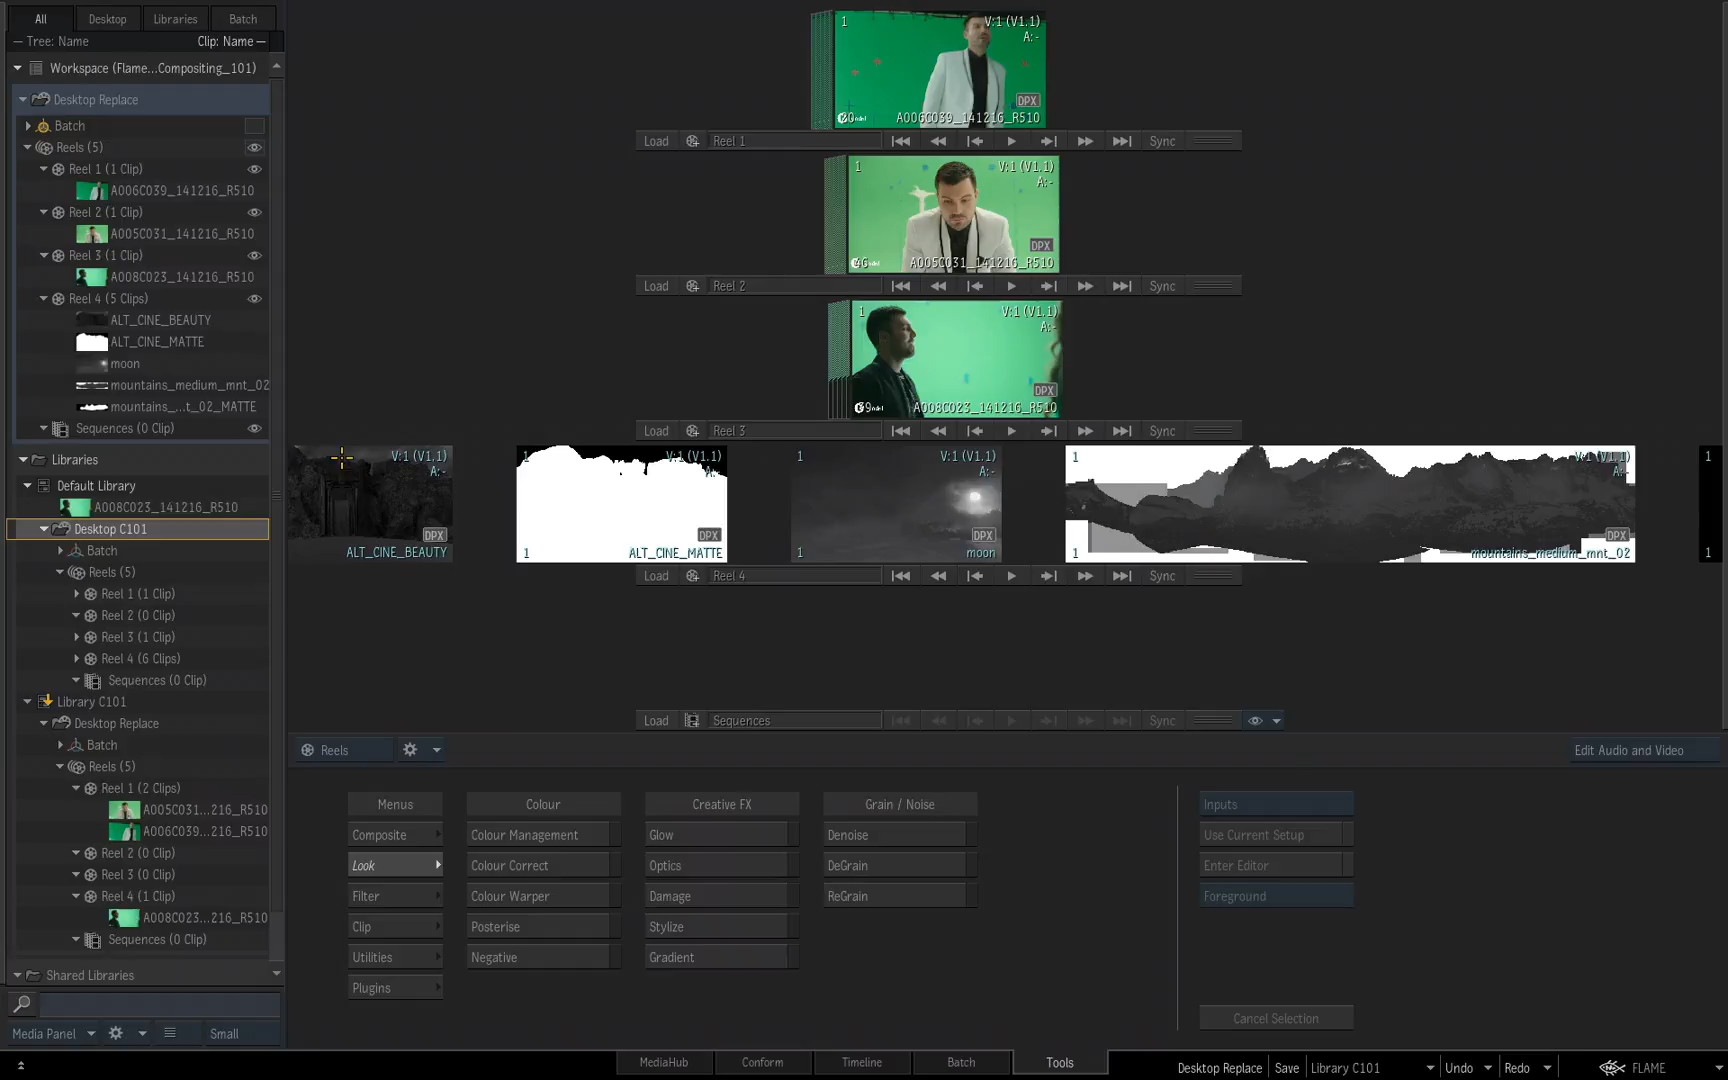 All Desktop Libraries Batch
Tree: Name Clip: Name
Workspace (Flame...Compositing_101)
Desktop Replace
Batch
Reels (5)
Reel 1 (1 Clip)
A006C039_141216_R510
Reel 2 (1 Clip)
A005C031_141216_R510
Reel 3 (1 Clip)
A008C023_141216_R510
Reel 4 (5 Clips)
ALT_CINE_BEAUTY
ALT_CINE_MATTE
moon
mountains_medium_mnt_02
mountains_...t_02_MATTE
Sequences (0 Clip)
Libraries
Default Library
A008C023_141216_R510
Desktop C101
Batch
Reels (5)
Reel 1 (1 Clip)
Reel 2 (0 Clip)
Reel 3 (1 Clip)
Reel 4 (6 Clips)
Sequences (0 Clip)
Library C101
Desktop Replace
Batch
Reels (5)
Reel 1 (2 Clips)
A005C031...216_R510
A006C039...216_R510
Reel 2 (0 Clip)
Reel 3 (0 Clip)
Reel 4 (1 Clip)
A008C023...216_R510
Sequences (0 Clip)
Shared Libraries
Media Panel Small
1 V:1 (V1.1)
A:-
DPX
A006C039_141216_R510
Load Reel 1 Sync
1 V:1 (V1.1)
A:-
DPX
A005C031_141216_R510
Load Reel 2 Sync
1 V:1 (V1.1)
A:-
DPX
A008C023_141216_R510
Load Reel 3 Sync
V:1 (V1.1)
A:-
DPX
ALT_CINE_BEAUTY
1 V:1 (V1.1)
A:-
DPX
1 ALT_CINE_MATTE
1 V:1 (V1.1)
A:-
DPX
1 moon
1 V:1 (V1.1)
A:-
DPX
1 mountains_medium_mnt_02
1
1
Load Reel 4 Sync
Load Sequences Sync
Reels Edit Audio and Video
Menus Colour Creative FX Grain / Noise Inputs
Composite Colour Management Glow Denoise Use Current Setup
Look Colour Correct Optics DeGrain Enter Editor
Filter Colour Warper Damage ReGrain Foreground
Clip Posterise Stylize
Utilities Negative Gradient
Plugins
Cancel Selection
MediaHub Conform Timeline Batch Tools Desktop Replace Save Library C101 Undo Redo FLAME